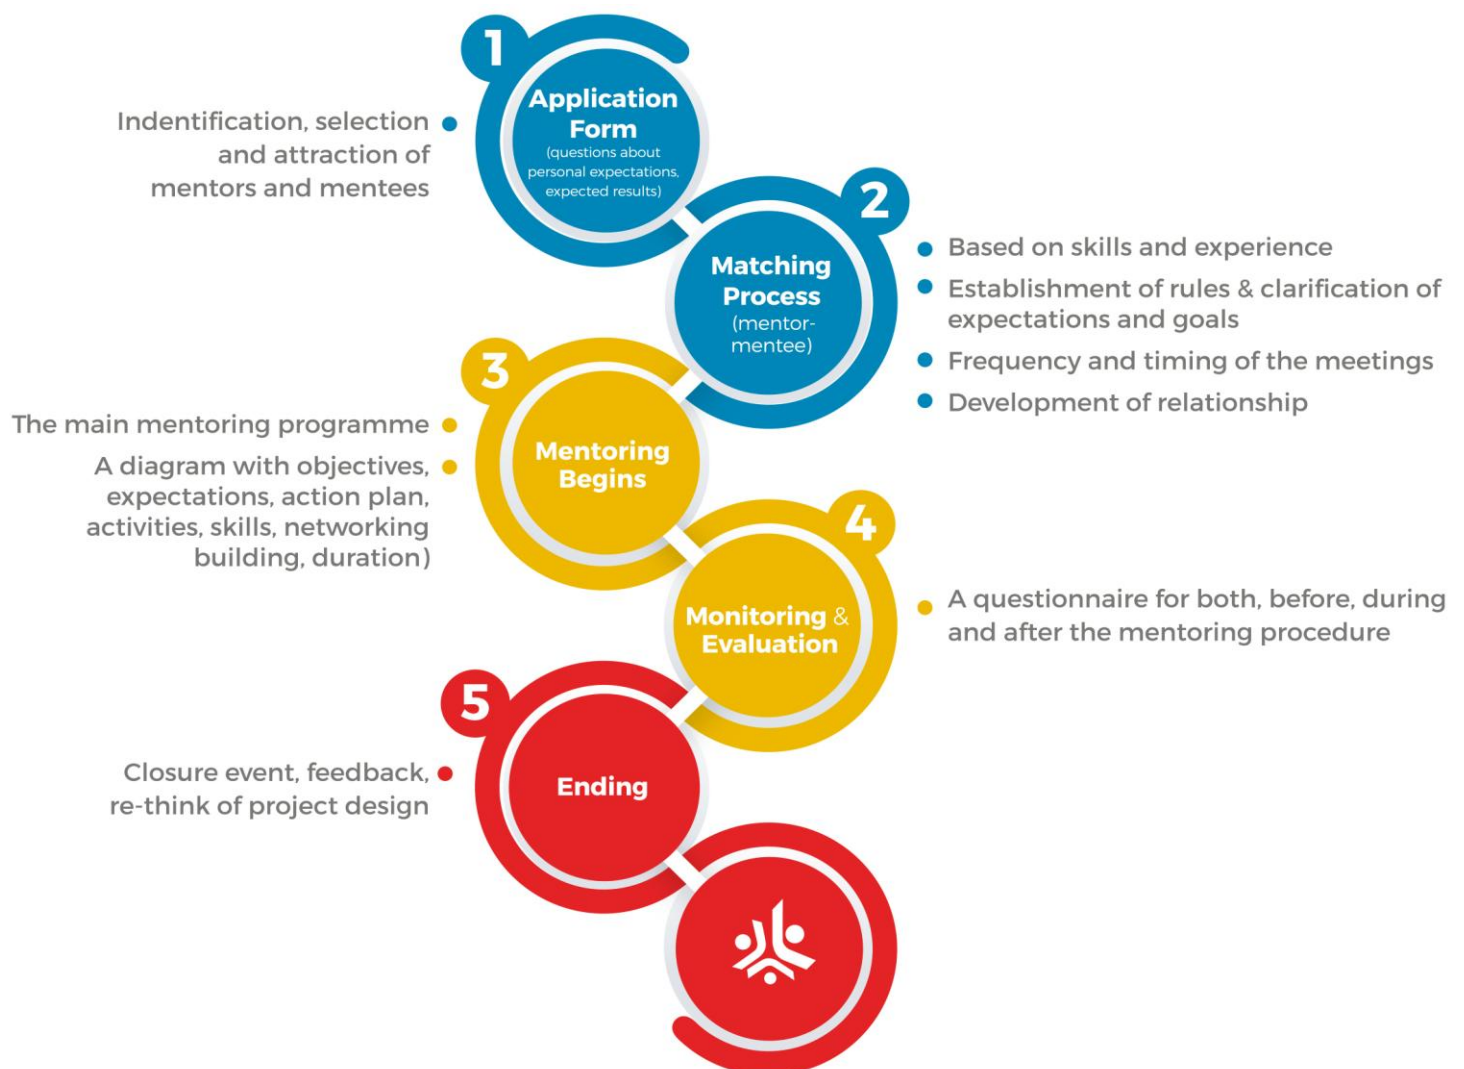 1
Application
Form
(questions about
personal expectations,
expected results)
Indentification, selection
and attraction of
mentors and mentees
2
Matching
Process
(mentor-
mentee)
Based on skills and experience
Establishment of rules & clarification of
expectations and goals
Frequency and timing of the meetings
Development of relationship
3
Mentoring
Begins
The main mentoring programme
A diagram with objectives,
expectations, action plan,
activities, skills, networking
building, duration)
4
Monitoring &
Evaluation
A questionnaire for both, before, during
and after the mentoring procedure
5
Ending
Closure event, feedback,
re-think of project design